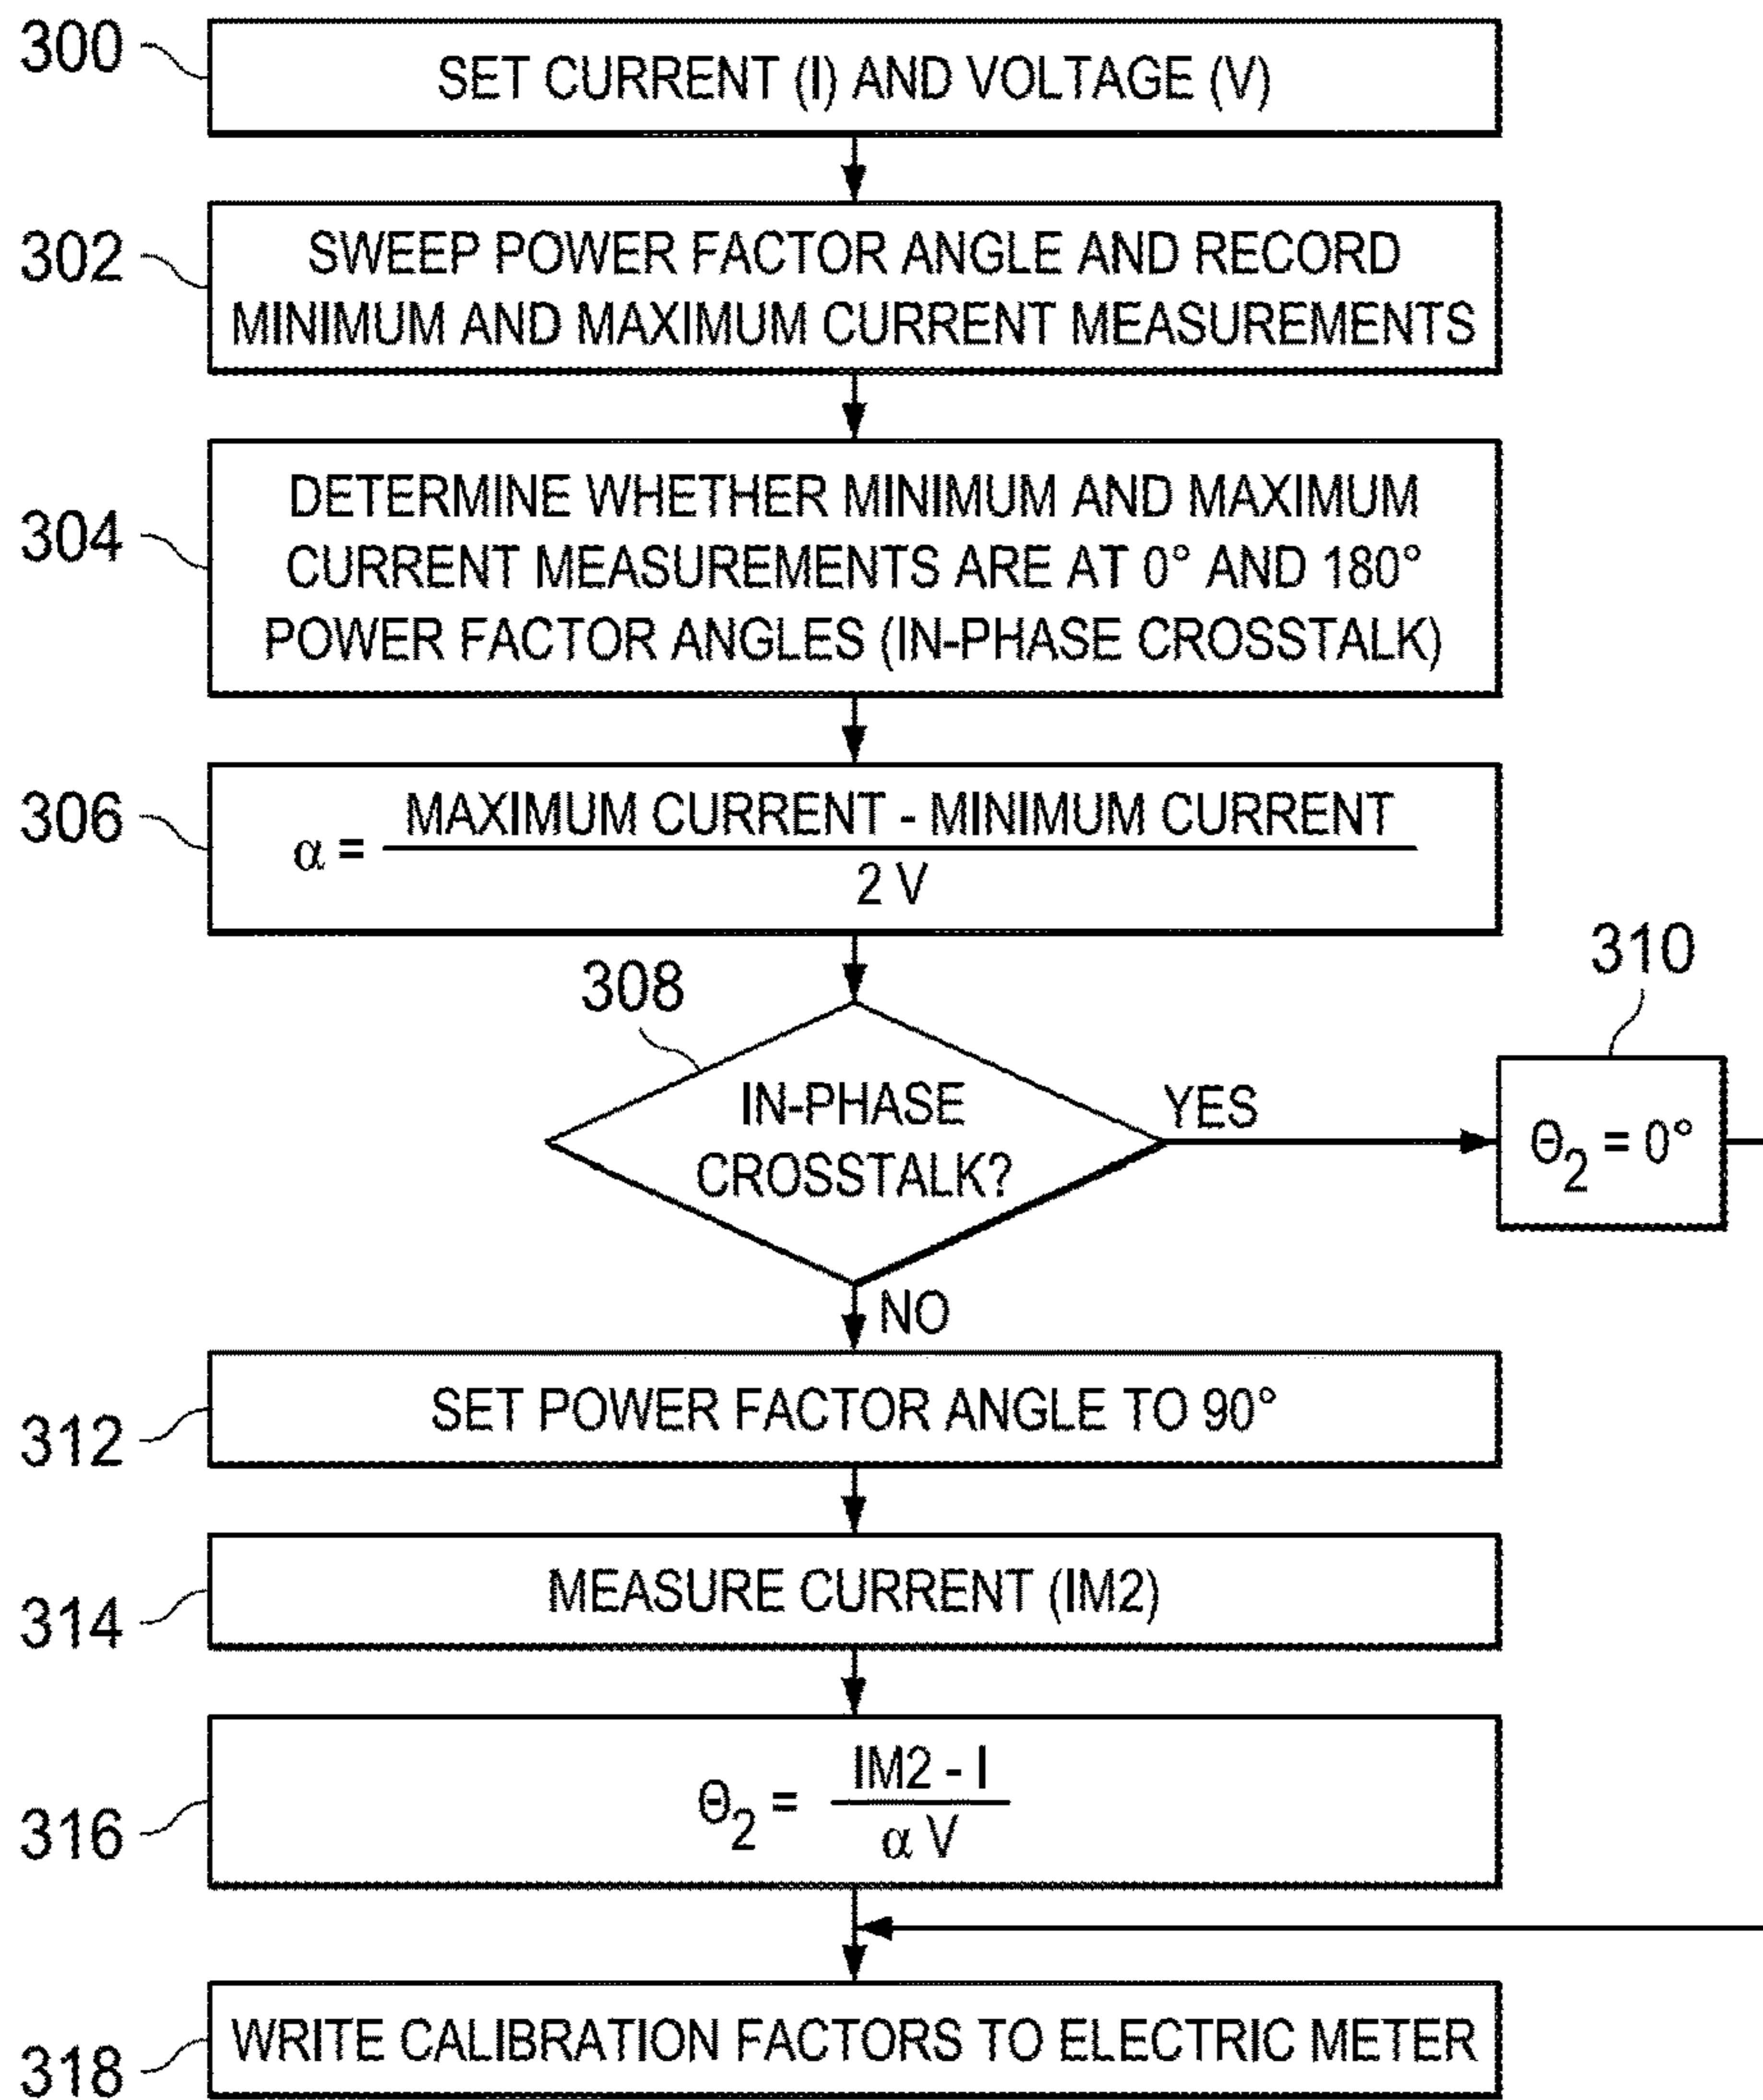 300
SET CURRENT (I) AND VOLTAGE (V)
302
SWEEP POWER FACTOR ANGLE AND RECORD
MINIMUM AND MAXIMUM CURRENT MEASUREMENTS
304
DETERMINE WHETHER MINIMUM AND MAXIMUM
CURRENT MEASUREMENTS ARE AT 0° AND 180°
POWER FACTOR ANGLES (IN-PHASE CROSSTALK)
306
α = MAXIMUM CURRENT - MINIMUM CURRENT
2 V
308
IN-PHASE
CROSSTALK?
YES
310
Θ₂ = 0°
NO
312
SET POWER FACTOR ANGLE TO 90°
314
MEASURE CURRENT (IM2)
316
Θ₂ = IM2 - I
α V
318
WRITE CALIBRATION FACTORS TO ELECTRIC METER